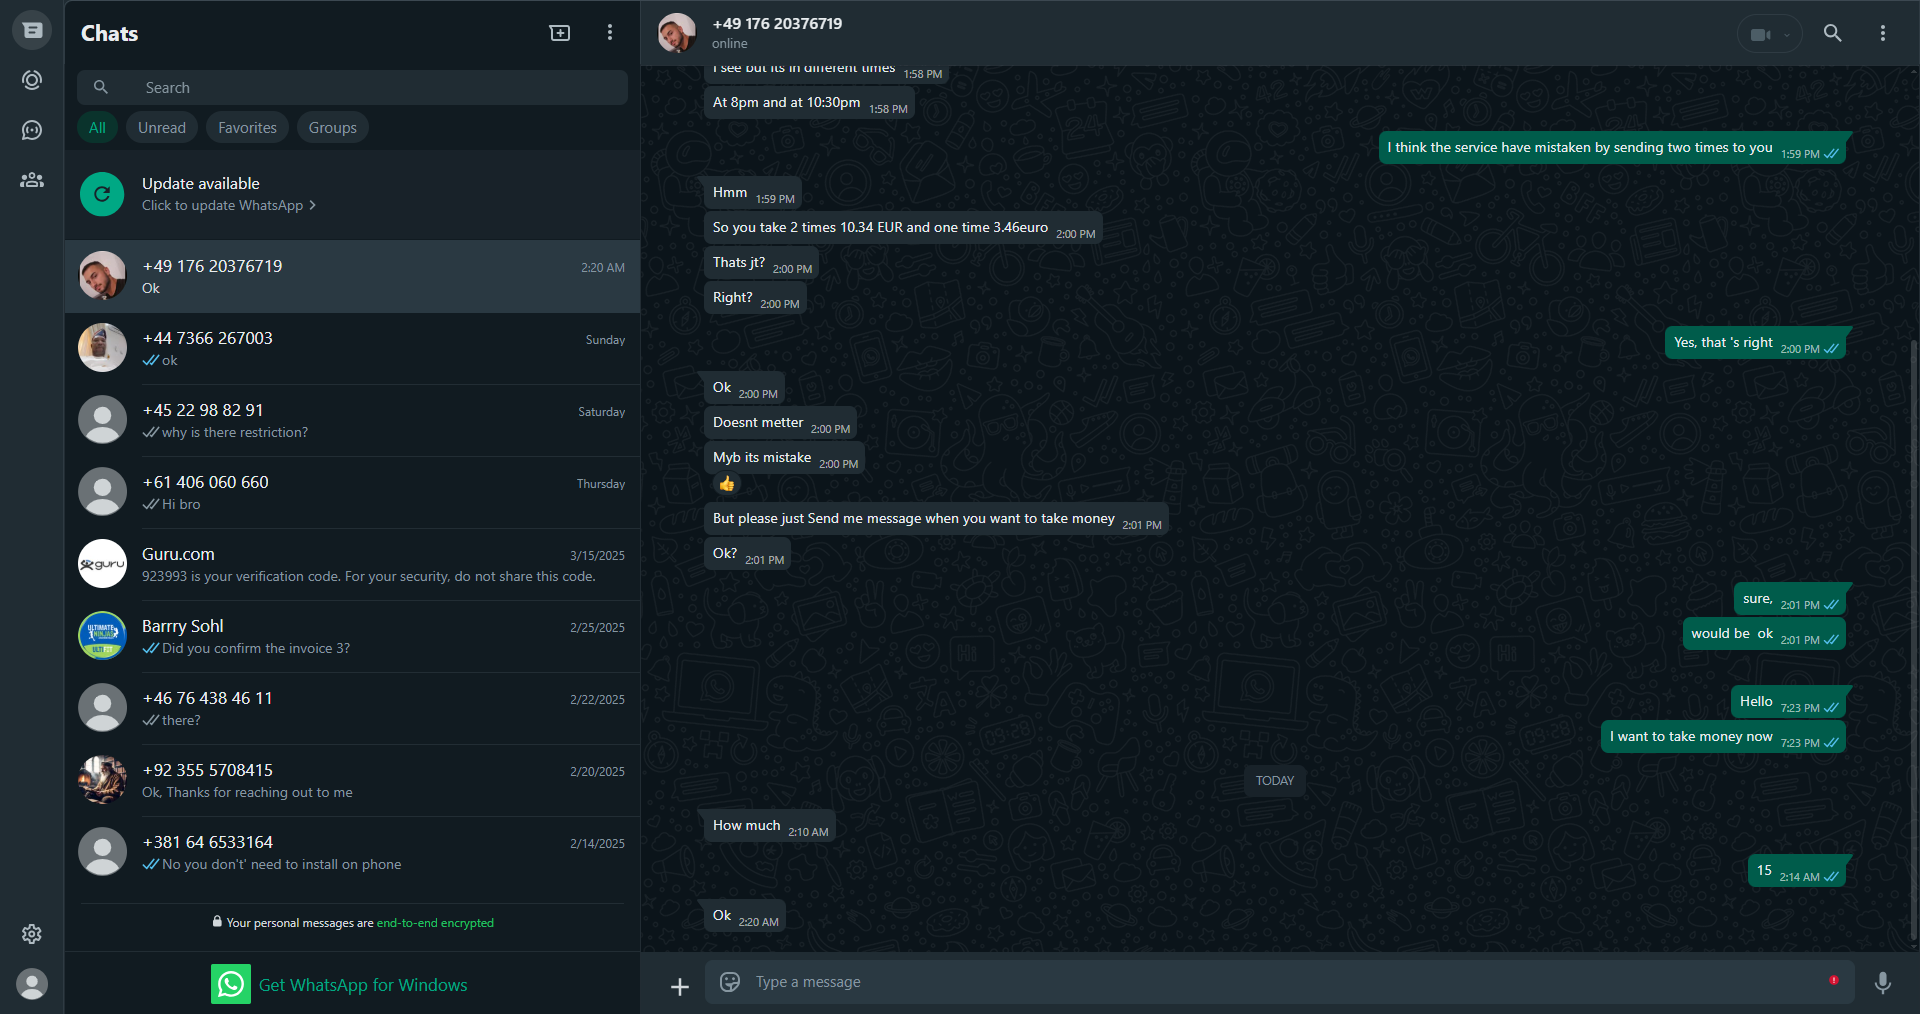 Chats
Search
All
Unread
Favorites
Groups
Update available
Click to update WhatsApp
+49 176 20376719
2:20 AM
Ok
+44 7366 267003
Sunday
ok
+45 22 98 82 91
Saturday
why is there restriction?
+61 406 060 660
Thursday
Hi bro
guru
Guru.com
3/15/2025
923993 is your verification code. For your security, do not share this code.
ULTIMATE
NINJAS
Barrry Sohl
2/25/2025
Did you confirm the invoice 3?
+46 76 438 46 11
2/22/2025
there?
+92 355 5708415
2/20/2025
Ok, Thanks for reaching out to me
+381 64 6533164
2/14/2025
No you don't' need to install on phone
Your personal messages are end-to-end encrypted
Get WhatsApp for Windows
+49 176 20376719
online
I see but its in different times 1:58 PM
At 8pm and at 10:30pm 1:58 PM
I think the service have mistaken by sending two times to you 1:59 PM
Hmm 1:59 PM
So you take 2 times 10.34 EUR and one time 3.46euro 2:00 PM
Thats jt? 2:00 PM
Right? 2:00 PM
Yes, that 's right 2:00 PM
Ok 2:00 PM
Doesnt metter 2:00 PM
Myb its mistake 2:00 PM
But please just Send me message when you want to take money 2:01 PM
Ok? 2:01 PM
sure, 2:01 PM
would be  ok 2:01 PM
Hello 7:23 PM
I want to take money now 7:23 PM
TODAY
How much 2:10 AM
15 2:14 AM
Ok 2:20 AM
Type a message